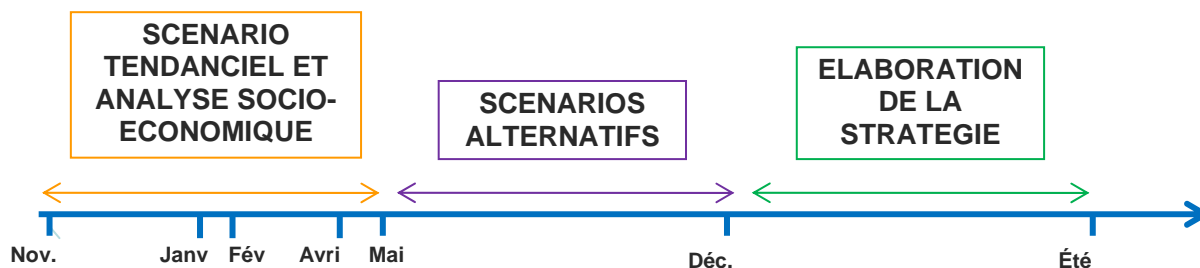 SCENARIO
TENDANCIEL ET
ANALYSE SOCIO-
ECONOMIQUE
SCENARIOS
ALTERNATIFS
ELABORATION
DE LA
STRATEGIE
Nov.
Janv
Fév
Avri
Mai
Déc.
Été